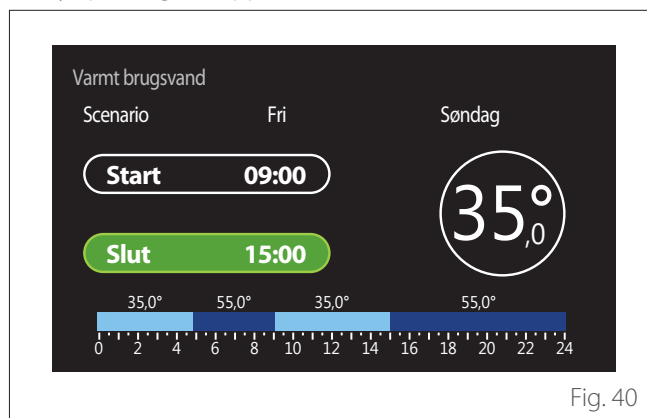 Varmt brugsvand
Scenario Fri Søndag
Start 09:00
35,0°
Slut 15:00
35,0° 55,0° 35,0° 55,0°
0 2 4 6 8 10 12 14 16 18 20 22 24
Fig. 40